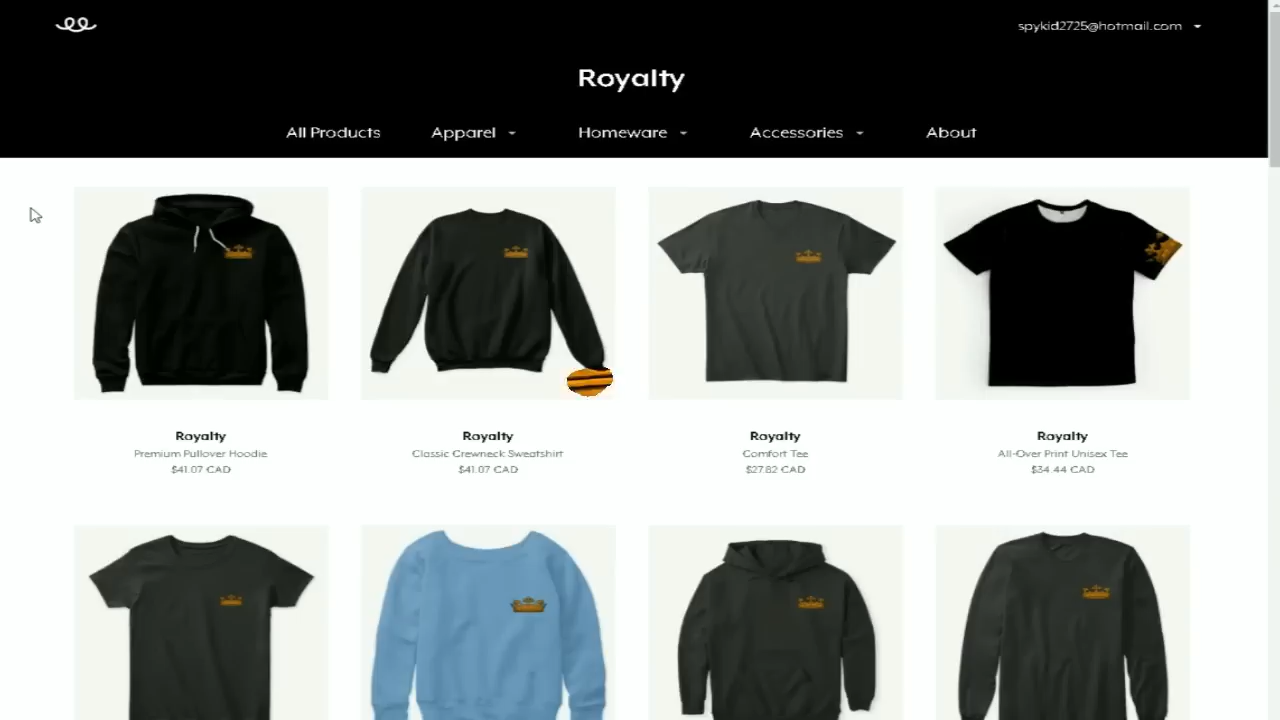 spykid2725@hotmail.com
Royalty
All Products Apparel Homeware Accessories About
Royalty
Premium Pullover Hoodie
$41.07 CAD
Royalty
Classic Crewneck Sweatshirt
$41.07 CAD
Royalty
Comfort Tee
$27.82 CAD
Royalty
All-Over Print Unisex Tee
$34.44 CAD